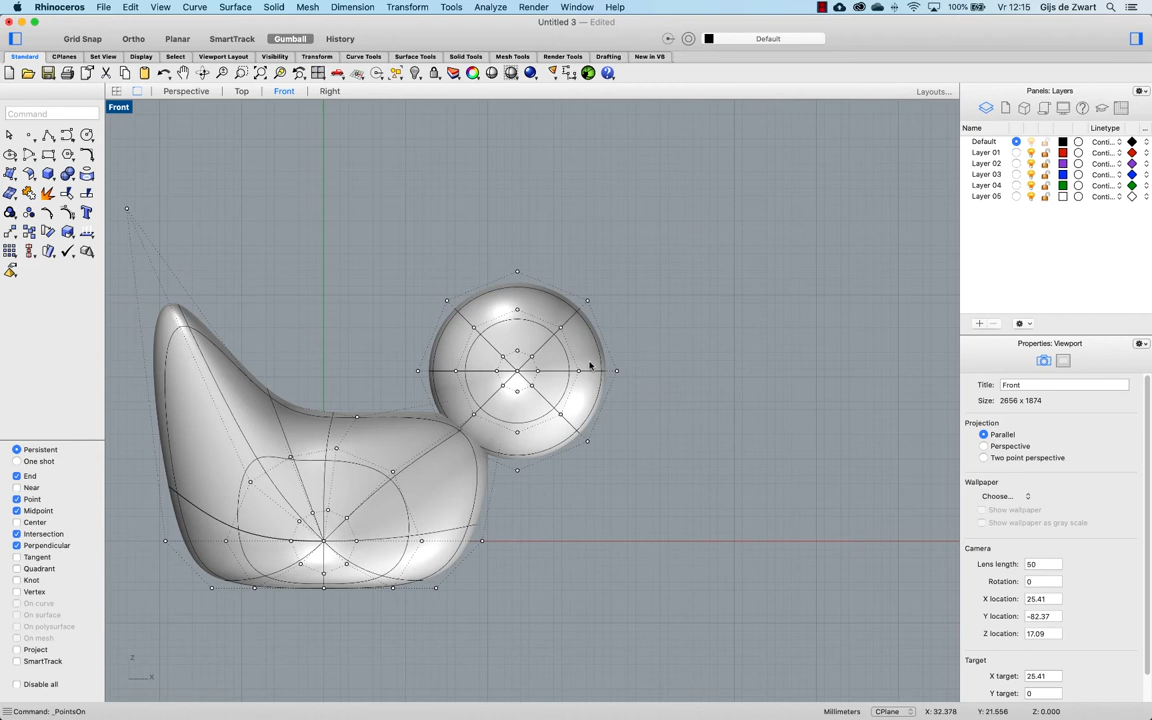 Rhinoceros File Edit View Curve Surface Solid Mesh Dimension Transform Tools Analyze Render Window Help 100% Vr 12:15 Gijs de Zwart
Untitled 3 — Edited
Grid Snap Ortho Planar SmartTrack Gumball History Default
Standard CPlanes Set View Display Select Viewport Layout Visibility Transform Curve Tools Surface Tools Solid Tools Mesh Tools Render Tools Drafting New in V6
Perspective Top Front Right Layouts... Panels: Layers
Front
Command
Name Linetype ...
Default Conti...
Layer 01 Conti...
Layer 02 Conti...
Layer 03 Conti...
Layer 04 Conti...
Layer 05 Conti...
Properties: Viewport
Title: Front
Size: 2656 x 1874
Projection
Parallel
Perspective
Two point perspective
Wallpaper
Choose...
Show wallpaper
Show wallpaper as gray scale
Camera
Lens length: 50
Rotation: 0
X location: 25.41
Y location: -82.37
Z location: 17.09
Target
X target: 25.41
Y target: 0
Persistent
One shot
End
Near
Point
Midpoint
Center
Intersection
Perpendicular
Tangent
Quadrant
Knot
Vertex
On curve
On surface
On polysurface
On mesh
Project
SmartTrack
Disable all
z
x
Command: _PointsOn Millimeters CPlane X: 32.378 Y: 21.556 Z: 0.000